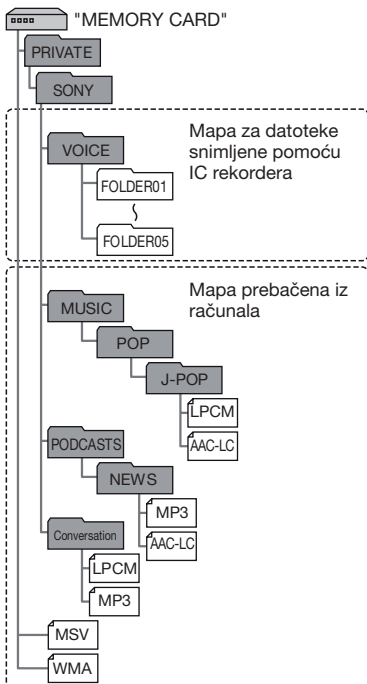 "MEMORY CARD"
PRIVATE
SONY
Mapa za datoteke
snimljene pomoću
IC rekordera
VOICE
FOLDER01
FOLDER05
Mapa prebačena iz
računala
MUSIC
POP
J-POP
LPCM
AAC-LC
PODCASTS
NEWS
MP3
AAC-LC
Conversation
LPCM
MP3
MSV
WMA